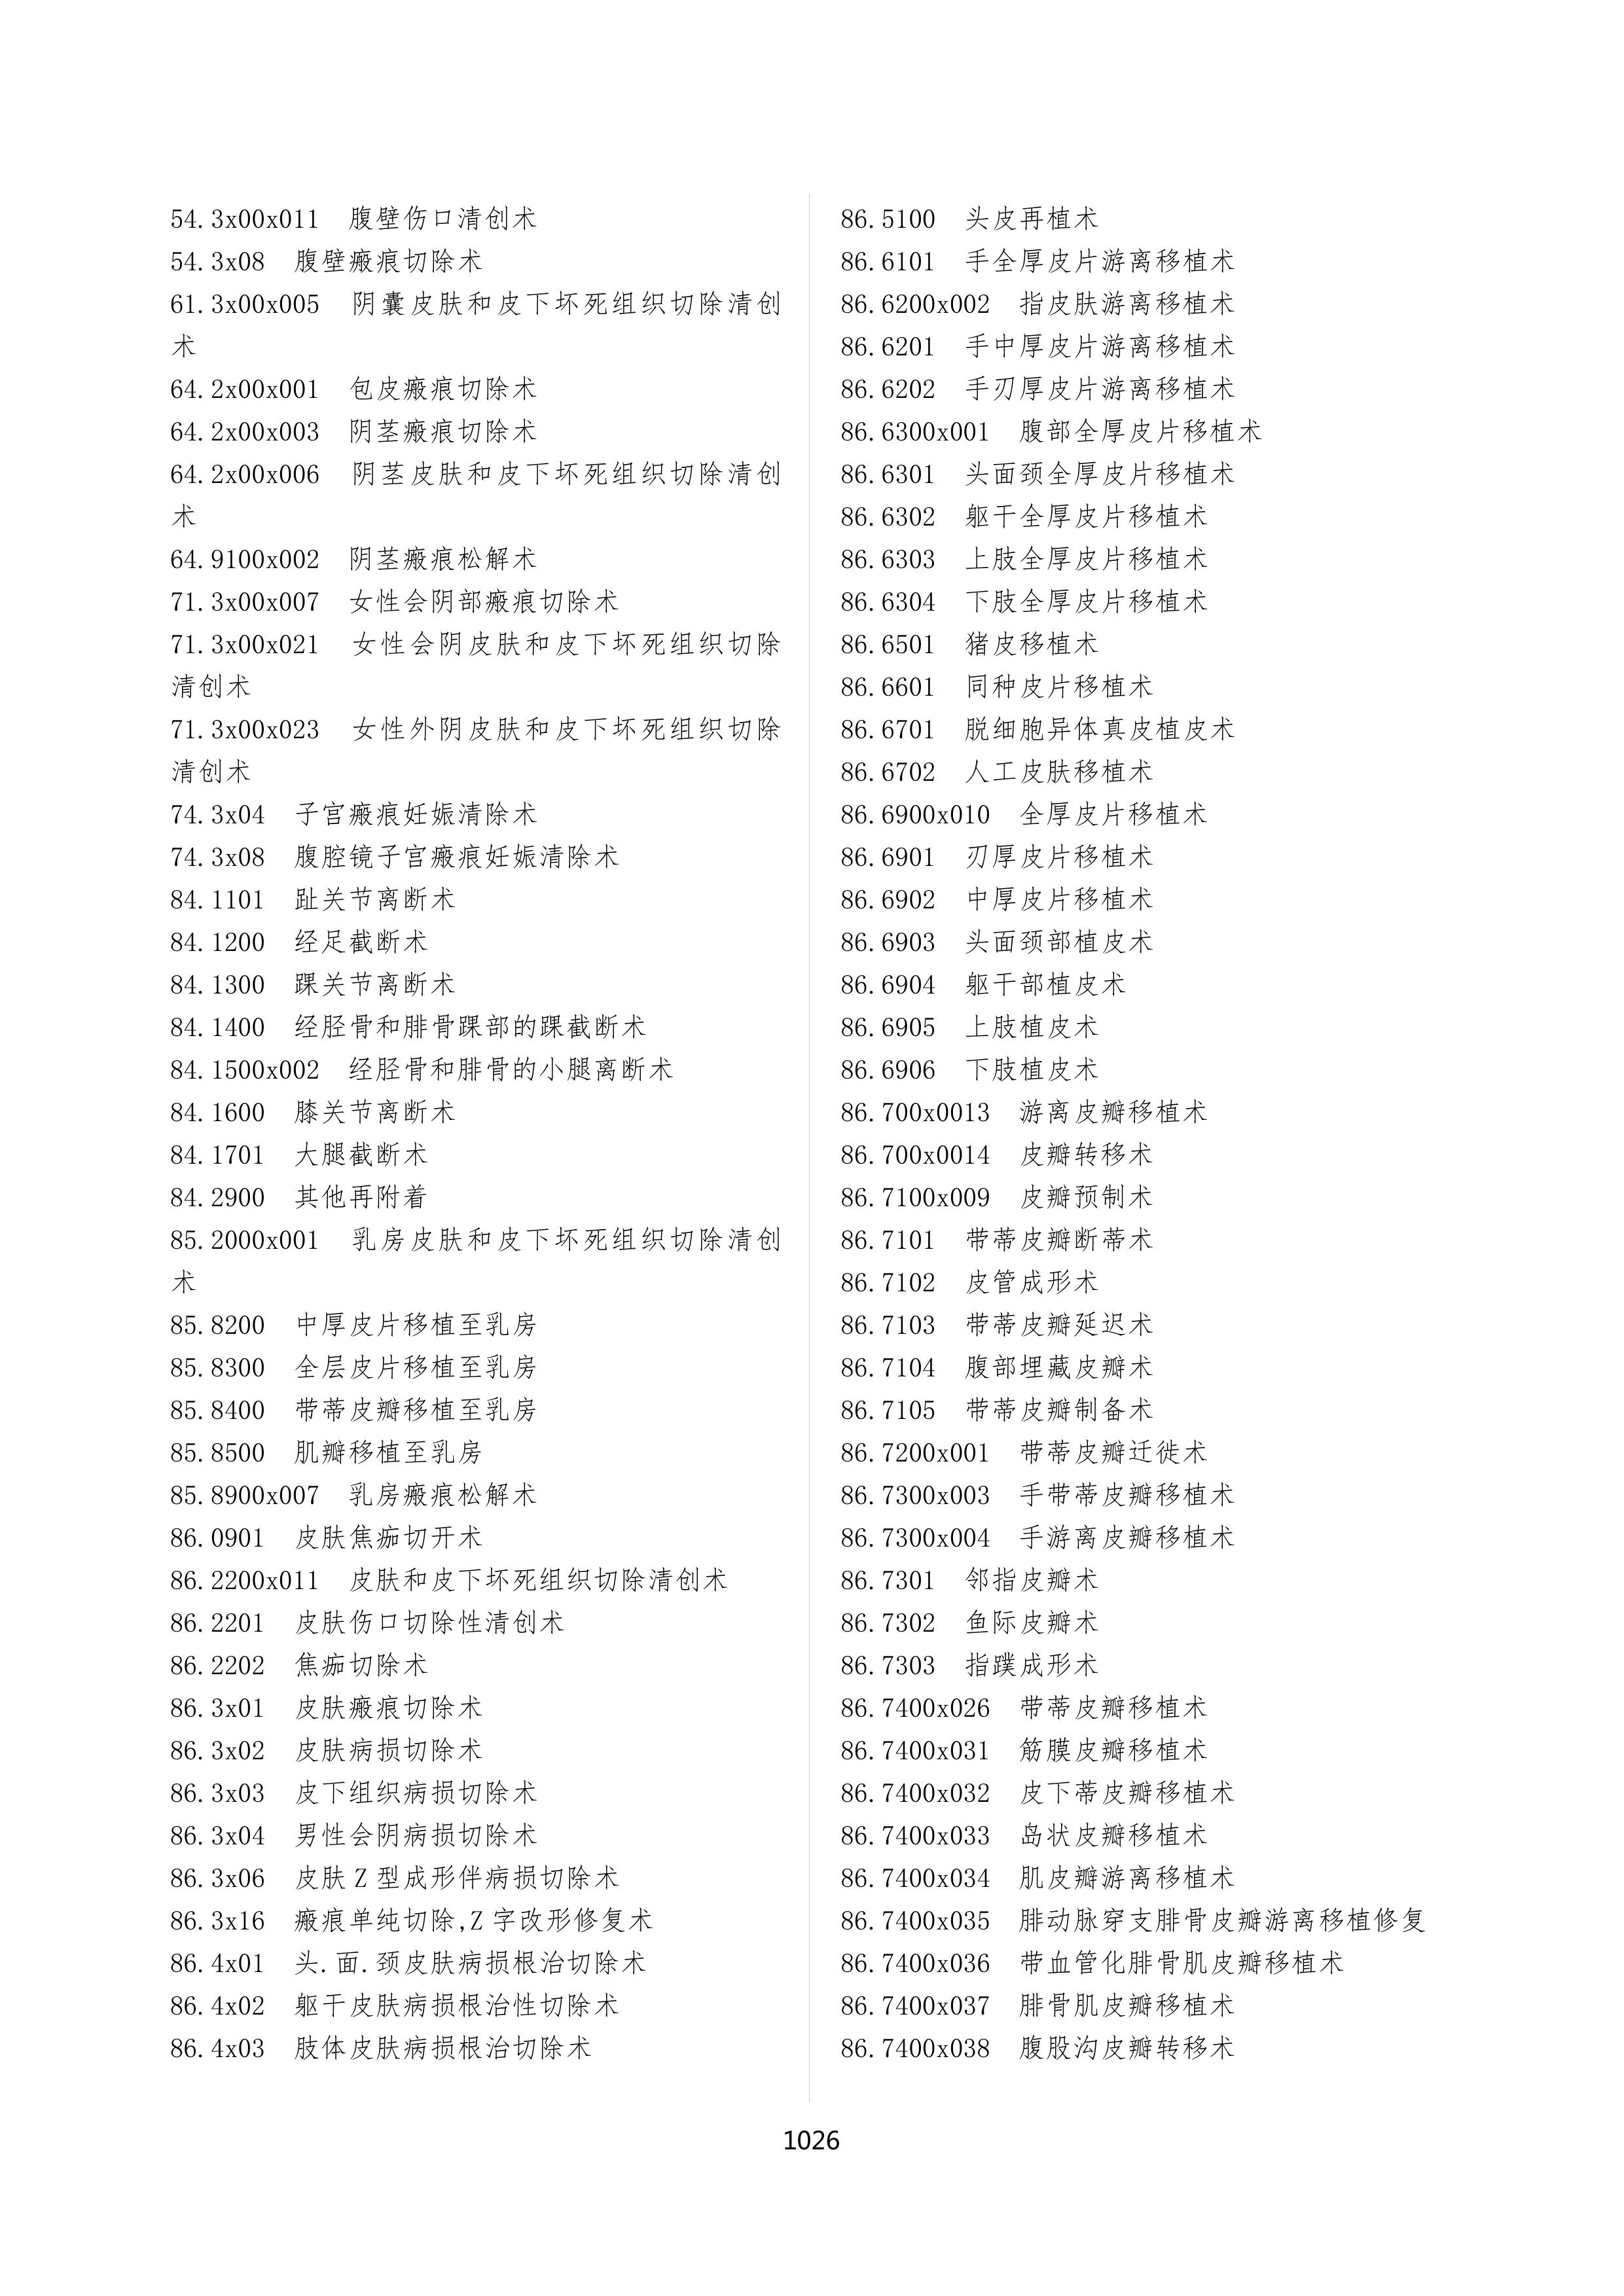 54.3x00x011　腹壁伤口清创术
54.3x08　腹壁瘢痕切除术
61.3x00x005　阴囊皮肤和皮下坏死组织切除清创
术
64.2x00x001　包皮瘢痕切除术
64.2x00x003　阴茎瘢痕切除术
64.2x00x006　阴茎皮肤和皮下坏死组织切除清创
术
64.9100x002　阴茎瘢痕松解术
71.3x00x007　女性会阴部瘢痕切除术
71.3x00x021　女性会阴皮肤和皮下坏死组织切除
清创术
71.3x00x023　女性外阴皮肤和皮下坏死组织切除
清创术
74.3x04　子宫瘢痕妊娠清除术
74.3x08　腹腔镜子宫瘢痕妊娠清除术
84.1101　趾关节离断术
84.1200　经足截断术
84.1300　踝关节离断术
84.1400　经胫骨和腓骨踝部的踝截断术
84.1500x002　经胫骨和腓骨的小腿离断术
84.1600　膝关节离断术
84.1701　大腿截断术
84.2900　其他再附着
85.2000x001　乳房皮肤和皮下坏死组织切除清创
术
85.8200　中厚皮片移植至乳房
85.8300　全层皮片移植至乳房
85.8400　带蒂皮瓣移植至乳房
85.8500　肌瓣移植至乳房
85.8900x007　乳房瘢痕松解术
86.0901　皮肤焦痂切开术
86.2200x011　皮肤和皮下坏死组织切除清创术
86.2201　皮肤伤口切除性清创术
86.2202　焦痂切除术
86.3x01　皮肤瘢痕切除术
86.3x02　皮肤病损切除术
86.3x03　皮下组织病损切除术
86.3x04　男性会阴病损切除术
86.3x06　皮肤 Z 型成形伴病损切除术
86.3x16　瘢痕单纯切除,Z 字改形修复术
86.4x01　头.面.颈皮肤病损根治切除术
86.4x02　躯干皮肤病损根治性切除术
86.4x03　肢体皮肤病损根治切除术
86.5100　头皮再植术
86.6101　手全厚皮片游离移植术
86.6200x002　指皮肤游离移植术
86.6201　手中厚皮片游离移植术
86.6202　手刃厚皮片游离移植术
86.6300x001　腹部全厚皮片移植术
86.6301　头面颈全厚皮片移植术
86.6302　躯干全厚皮片移植术
86.6303　上肢全厚皮片移植术
86.6304　下肢全厚皮片移植术
86.6501　猪皮移植术
86.6601　同种皮片移植术
86.6701　脱细胞异体真皮植皮术
86.6702　人工皮肤移植术
86.6900x010　全厚皮片移植术
86.6901　刃厚皮片移植术
86.6902　中厚皮片移植术
86.6903　头面颈部植皮术
86.6904　躯干部植皮术
86.6905　上肢植皮术
86.6906　下肢植皮术
86.700x0013　游离皮瓣移植术
86.700x0014　皮瓣转移术
86.7100x009　皮瓣预制术
86.7101　带蒂皮瓣断蒂术
86.7102　皮管成形术
86.7103　带蒂皮瓣延迟术
86.7104　腹部埋藏皮瓣术
86.7105　带蒂皮瓣制备术
86.7200x001　带蒂皮瓣迁徙术
86.7300x003　手带蒂皮瓣移植术
86.7300x004　手游离皮瓣移植术
86.7301　邻指皮瓣术
86.7302　鱼际皮瓣术
86.7303　指蹼成形术
86.7400x026　带蒂皮瓣移植术
86.7400x031　筋膜皮瓣移植术
86.7400x032　皮下蒂皮瓣移植术
86.7400x033　岛状皮瓣移植术
86.7400x034　肌皮瓣游离移植术
86.7400x035　腓动脉穿支腓骨皮瓣游离移植修复
86.7400x036　带血管化腓骨肌皮瓣移植术
86.7400x037　腓骨肌皮瓣移植术
86.7400x038　腹股沟皮瓣转移术
1026